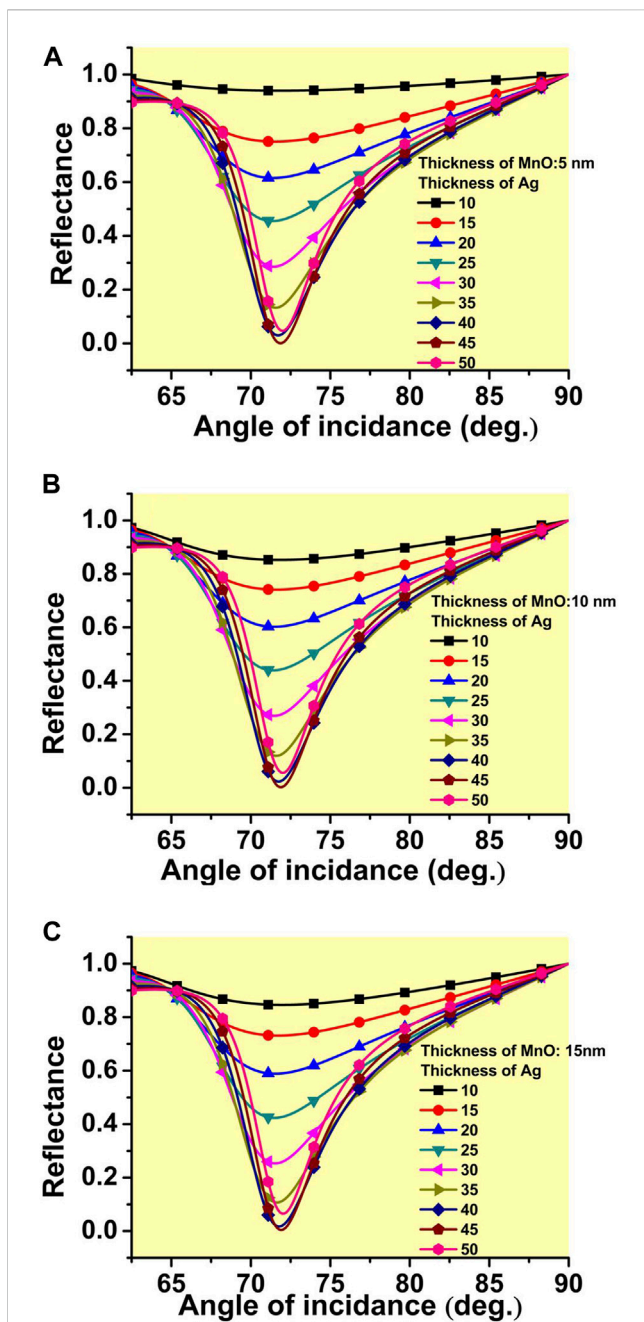 A
1.0
0.8
0.6
0.4
0.2
0.0
Reflectance
Thickness of MnO:5 nm
Thickness of Ag
10
15
20
25
30
35
40
45
50
65 70 75 80 85 90
Angle of incidance (deg.)
B
1.0
0.8
0.6
0.4
0.2
0.0
Reflectance
Thickness of MnO:10 nm
Thickness of Ag
10
15
20
25
30
35
40
45
50
65 70 75 80 85 90
Angle of incidance (deg.)
C
1.0
0.8
0.6
0.4
0.2
0.0
Reflectance
Thickness of MnO: 15nm
Thickness of Ag
10
15
20
25
30
35
40
45
50
65 70 75 80 85 90
Angle of incidance (deg.)